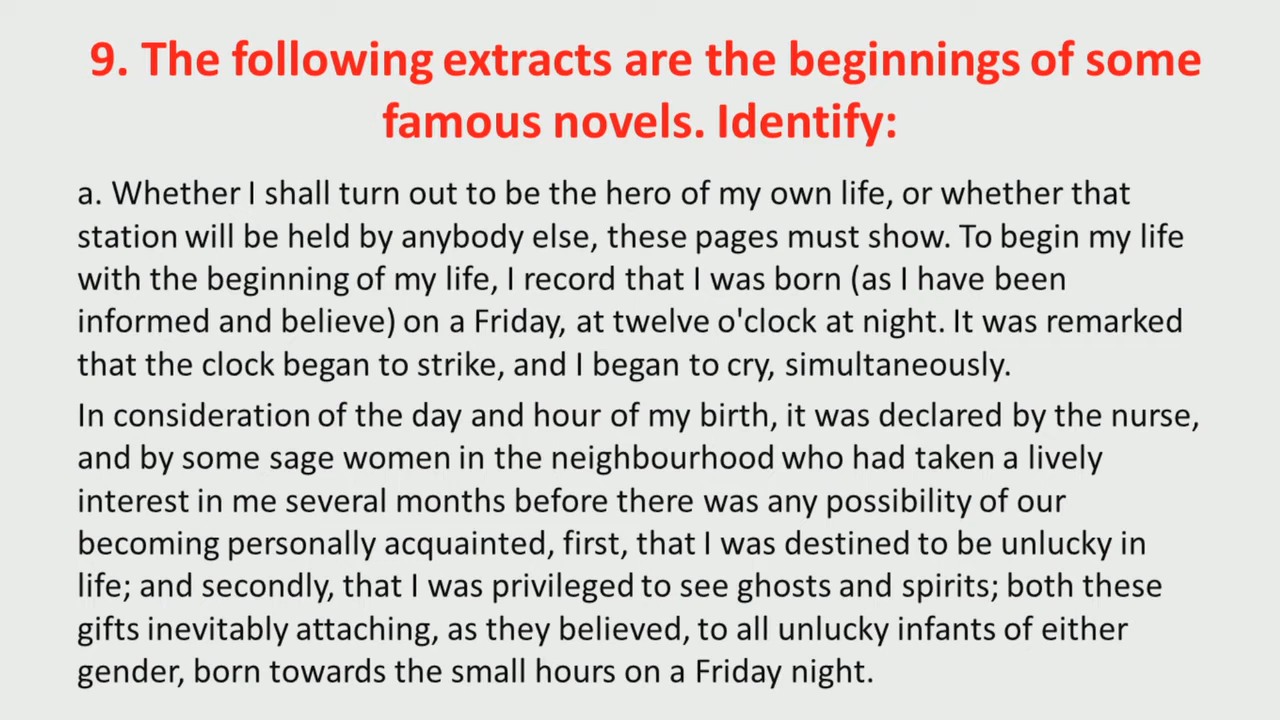 9. The following extracts are the beginnings of some
famous novels. Identify:
a. Whether I shall turn out to be the hero of my own life, or whether that
station will be held by anybody else, these pages must show. To begin my life
with the beginning of my life, I record that I was born (as I have been
informed and believe) on a Friday, at twelve o'clock at night. It was remarked
that the clock began to strike, and I began to cry, simultaneously.
In consideration of the day and hour of my birth, it was declared by the nurse,
and by some sage women in the neighbourhood who had taken a lively
interest in me several months before there was any possibility of our
becoming personally acquainted, first, that I was destined to be unlucky in
life; and secondly, that I was privileged to see ghosts and spirits; both these
gifts inevitably attaching, as they believed, to all unlucky infants of either
gender, born towards the small hours on a Friday night.